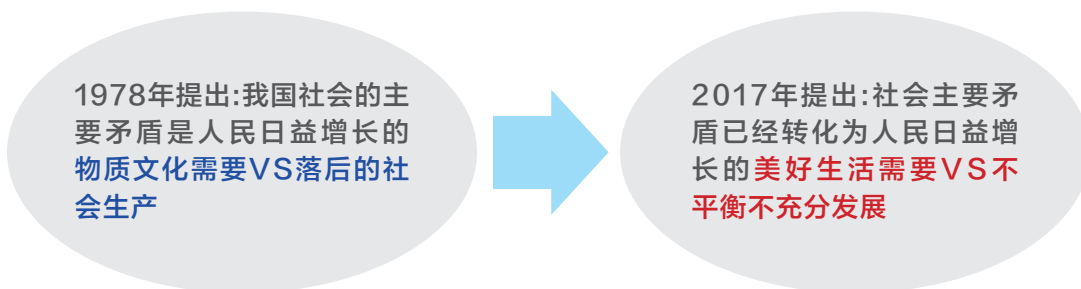 1978年提出:我国社会的主
要矛盾是人民日益增长的
物质文化需要VS落后的社
会生产
2017年提出:社会主要矛
盾已经转化为人民日益增
长的美好生活需要VS不
平衡不充分发展